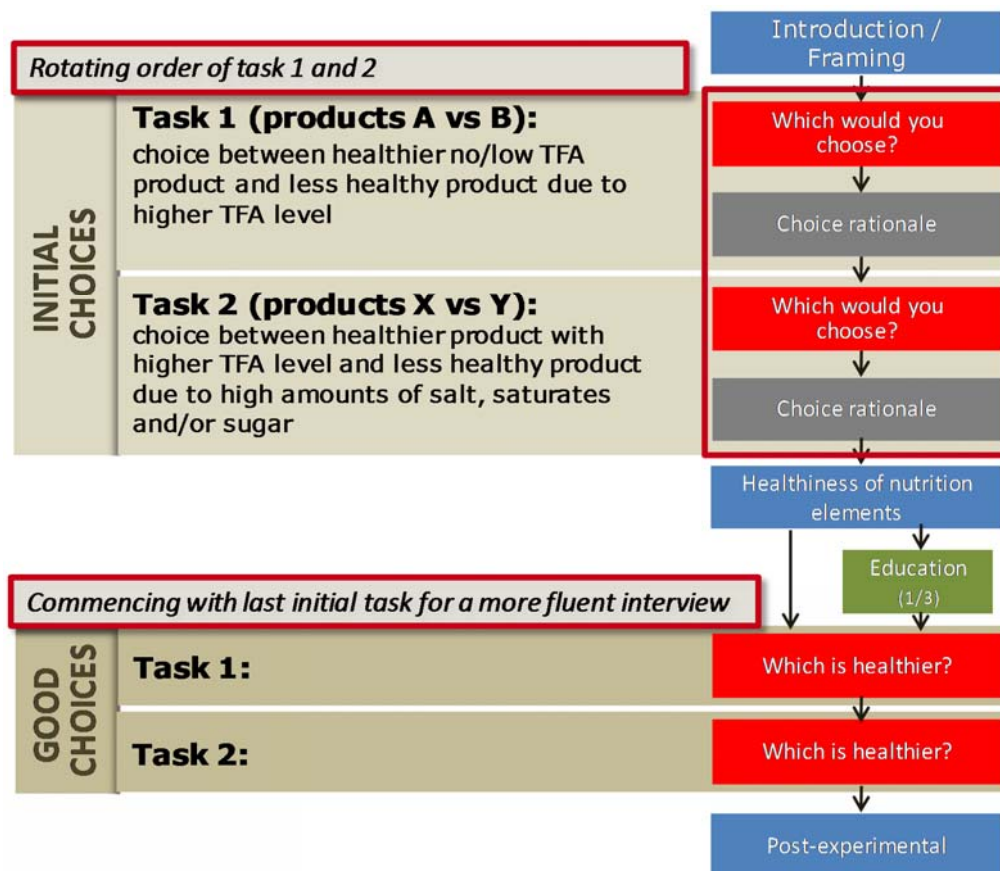 Introduction /
Framing
Rotating order of task 1 and 2
INITIAL
CHOICES
Task 1 (products A vs B):
choice between healthier no/low TFA
product and less healthy product due to
higher TFA level
Which would you
choose?
Choice rationale
Task 2 (products X vs Y):
choice between healthier product with
higher TFA level and less healthy product
due to high amounts of salt, saturates
and/or sugar
Which would you
choose?
Choice rationale
Healthiness of nutrition
elements
Education
(1/3)
Commencing with last initial task for a more fluent interview
GOOD
CHOICES
Task 1:
Which is healthier?
Task 2:
Which is healthier?
Post-experimental